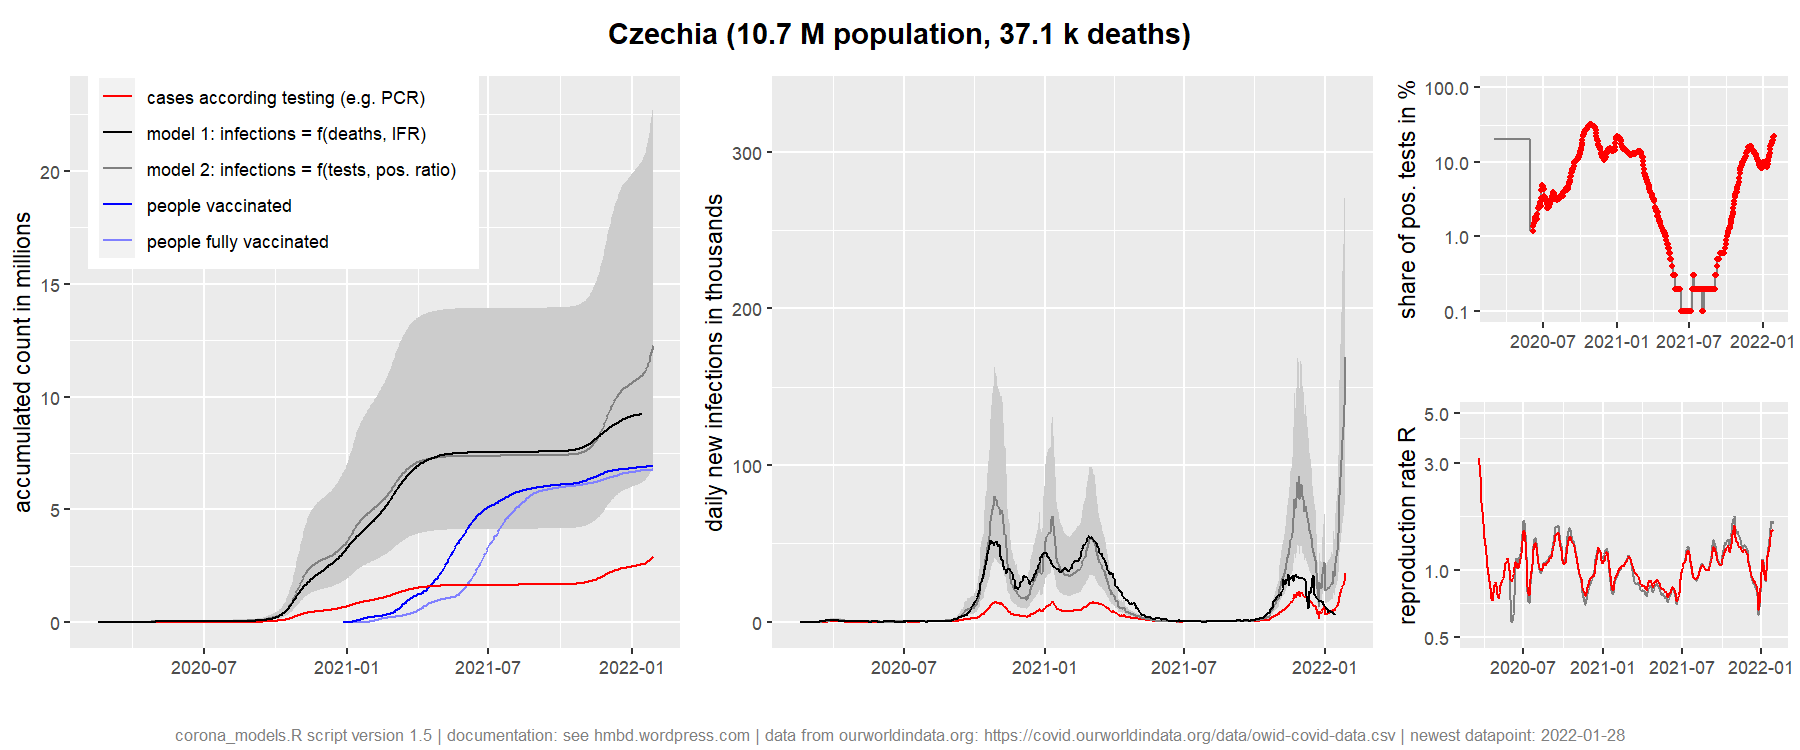 Czechia (10.7 M population, 37.1 k deaths)
cases according testing (e.g. PCR)
model 1: infections = f(deaths, IFR)
model 2: infections = f(tests, pos. ratio)
people vaccinated
people fully vaccinated
accumulated count in millions
20
15
10
5
0
2020-07 2021-01 2021-07 2022-01
daily new infections in thousands
300
200
100
0
2020-07 2021-01 2021-07 2022-01
share of pos. tests in %
100.0
10.0
1.0
0.1
2020-07 2021-01 2021-07 2022-01
reproduction rate R
5.0
3.0
1.0
0.5
2020-07 2021-01 2021-07 2022-01
corona_models.R script version 1.5 | documentation: see hmbd.wordpress.com | data from ourworldindata.org: https://covid.ourworldindata.org/data/owid-covid-data.csv | newest datapoint: 2022-01-28